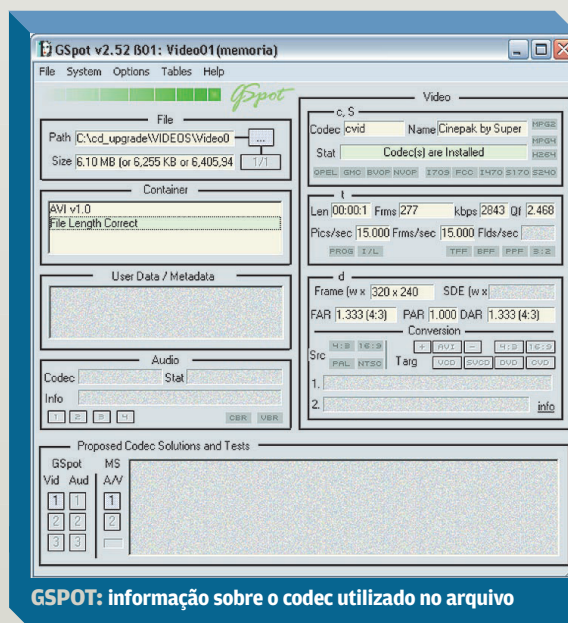 GSpot v2.52 ß01: Video01(memoria)
File System Options Tables Help
GSpot
File
Path C:\cd_upgrade\VIDEOS\Video0 ...
Size 6.10 MB (or 6,255 KB or 6,405,94 1/1
Container
AVI v1.0
File Length Correct
User Data / Metadata
Audio
Codec Stat
Info
1 2 3 4 CBR VBR
Video
c, S
Codec cvid Name Cinepak by Super MPG2
MPG4
Stat Codec(s) are Installed H264
QPEL GMC BVOP NVOP I709 FCC I470 S170 S240
t
Len 00:00:1 Frms 277 kbps 2843 Qf 2.468
Pics/sec 15.000 Frms/sec 15.000 Flds/sec
PROG I/L TFF BFF PPF 3:2
d
Frame (w x 320 x 240 SDE (w x
FAR 1.333 (4:3) PAR 1.000 DAR 1.333 (4:3)
Conversion
Src 4:3 16:9 + AVI - 4:3 16:9
PAL NTSC Targ VCD SVCD DVD CVD
1.
2. info
Proposed Codec Solutions and Tests
GSpot MS
Vid Aud A/V
1 1 1
2 2 2
3 3
GSPOT: informação sobre o codec utilizado no arquivo